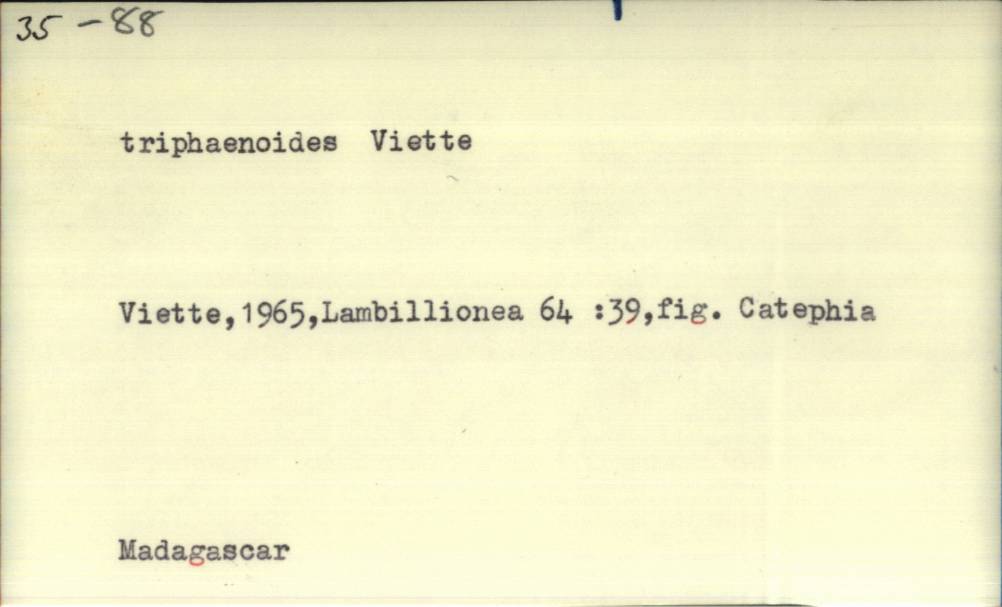 35 - 88
triphaenoides Viette
Viette,1965,Lambillionea 64 :39,fig. Catephia
Madagascar